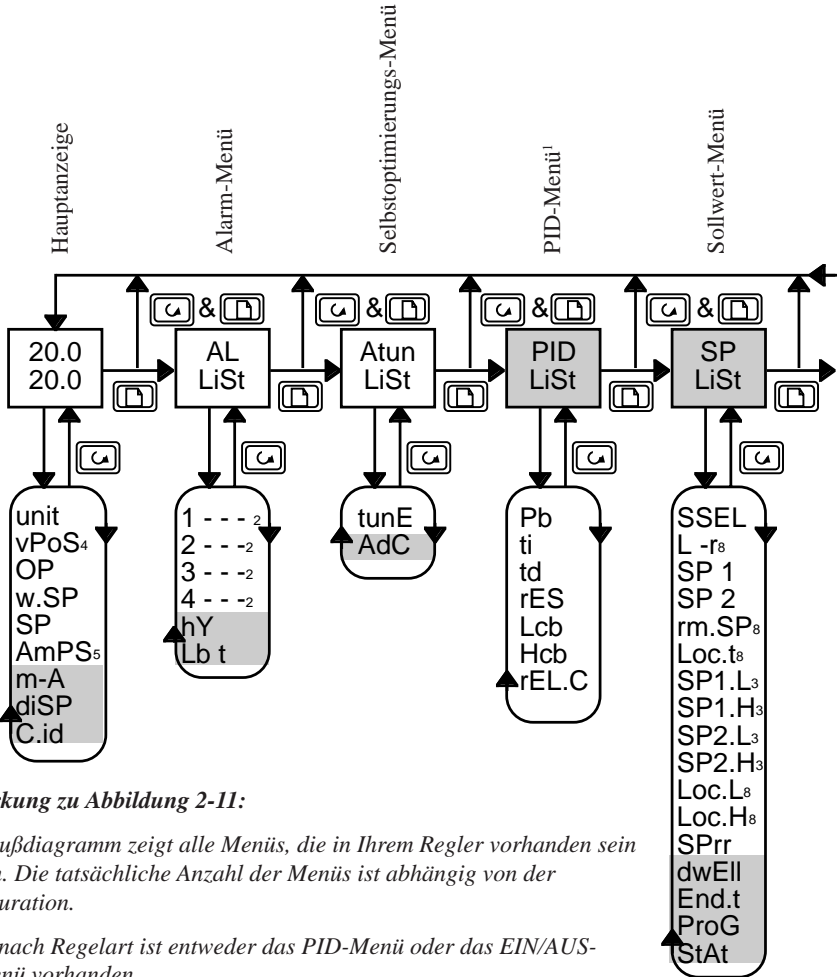 Hauptanzeige
Alarm-Menü
Selbstoptimierungs-Menü
PID-Menü1
Sollwert-Menü
&
&
&
&
20.0
20.0
AL
LiSt
Atun
LiSt
PID
LiSt
SP
LiSt
unit
vPoS4
OP
w.SP
SP
AmPS5
m-A
diSP
C.id
1 - - - 2
2 - - -2
3 - - -2
4 - - -2
hY
Lb t
tunE
AdC
Pb
ti
td
rES
Lcb
Hcb
rEL.C
SSEL
L -r8
SP 1
SP 2
rm.SP8
Loc.t8
SP1.L3
SP1.H3
SP2.L3
SP2.H3
Loc.L8
Loc.H8
SPrr
dwEll
End.t
ProG
StAt
rkung zu Abbildung 2-11:
ußdiagramm zeigt alle Menüs, die in Ihrem Regler vorhanden sein
. Die tatsächliche Anzahl der Menüs ist abhängig von der
uration.
nach Regelart ist entweder das PID-Menü oder das EIN/AUS-
enü vorhanden